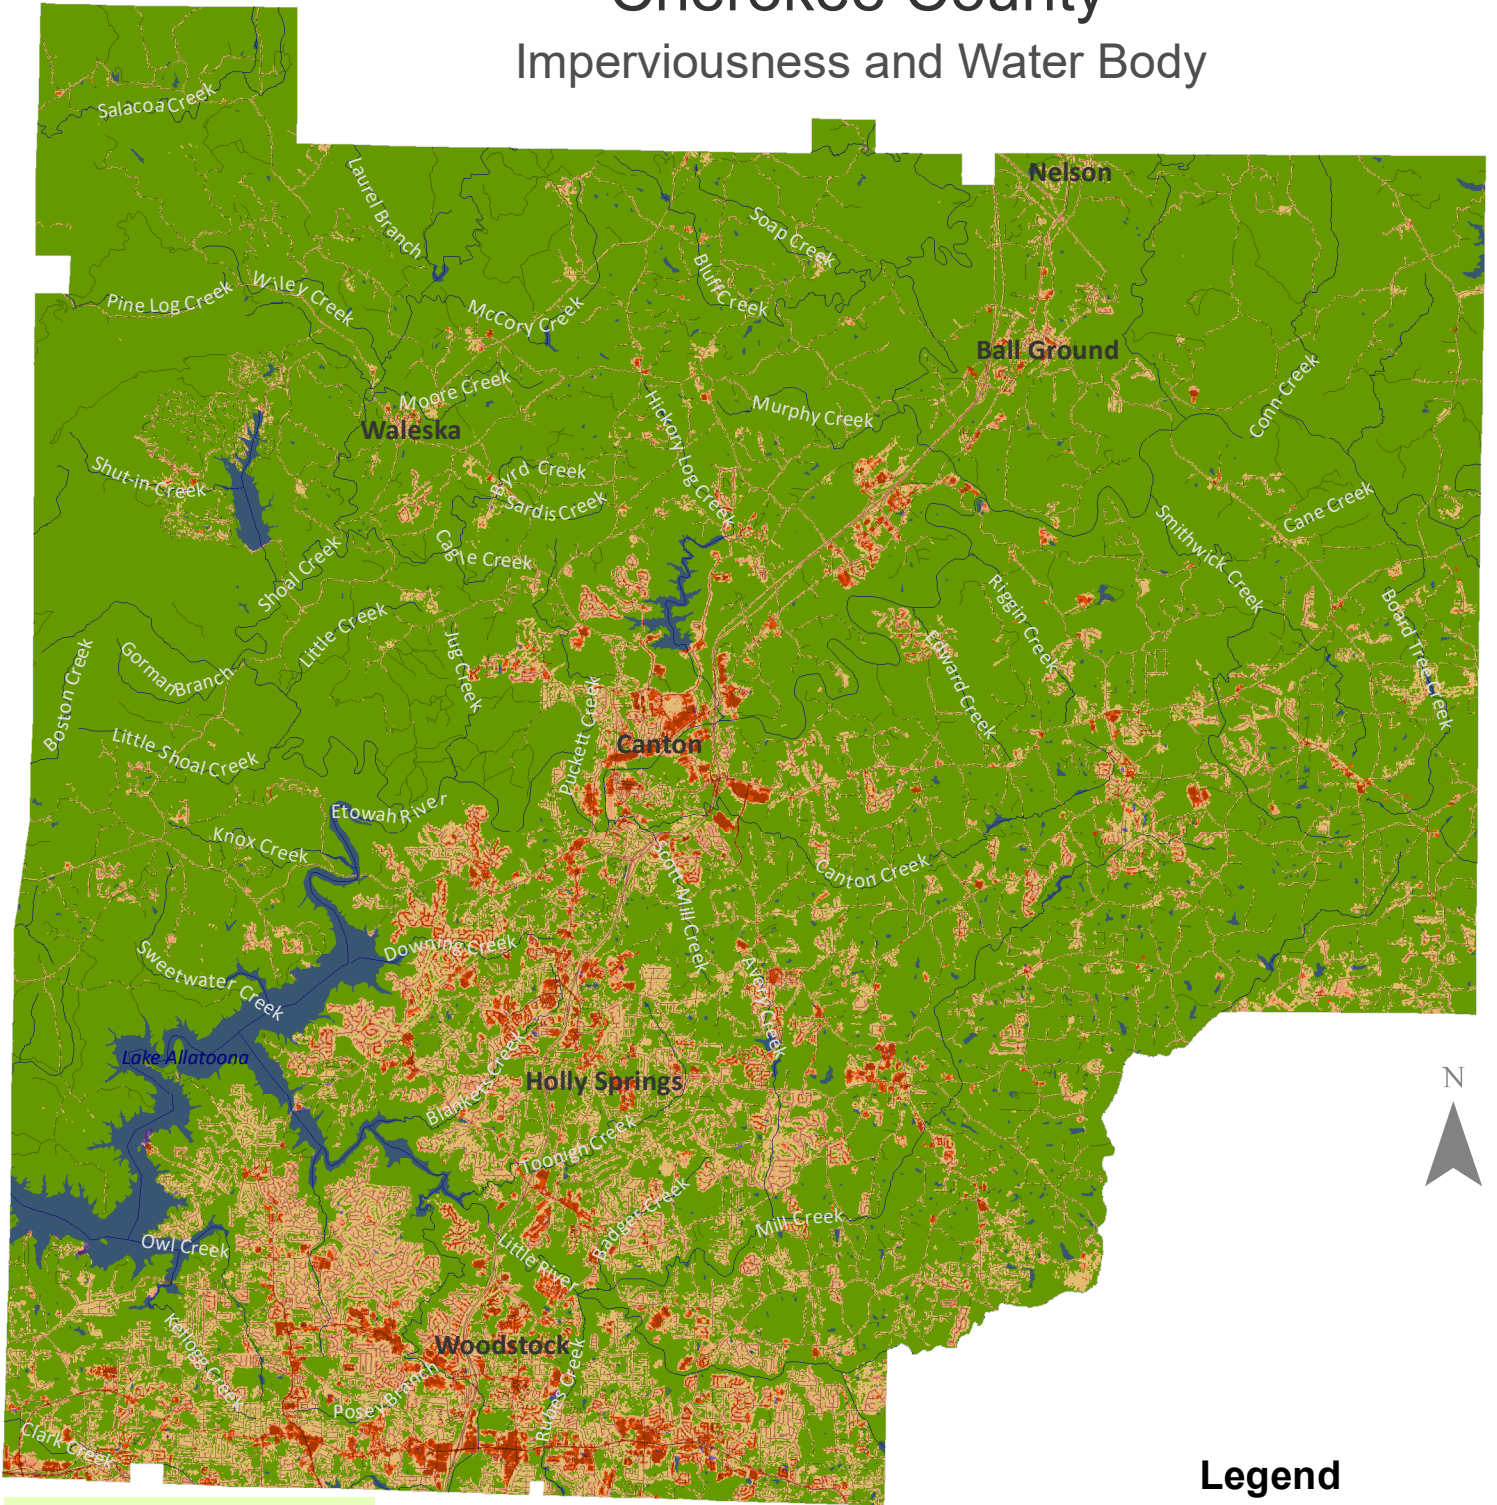 Cherokee County
Imperviousness and Water Body
Salacoa Creek
Nelson
Laurel Branch
Soap Creek
Bluff Creek
Pine Log Creek
Wiley Creek
McCory Creek
Ball Ground
Moore Creek
Waleska
Hickory Log Creek
Murphy Creek
Conn Creek
Shut-in Creek
Byrd Creek
Sardis Creek
Cane Creek
Smithwick Creek
Cagle Creek
Shoal Creek
Little Creek
Riggin Creek
Board Tree Creek
Edward Creek
Jug Creek
Gorman Branch
Boston Creek
Puckett Creek
Canton
Little Shoal Creek
Etowah River
Knox Creek
Scott Mill Creek
Canton Creek
Downing Creek
Sweetwater Creek
Avery Creek
Lake Allatoona
Holly Springs
Blankets Creek
N
Toonigh Creek
Badger Creek
Mill Creek
Owl Creek
Little River
Woodstock
Kellogg Creek
Posey Branch
Rubes Creek
Clark Creek
Legend